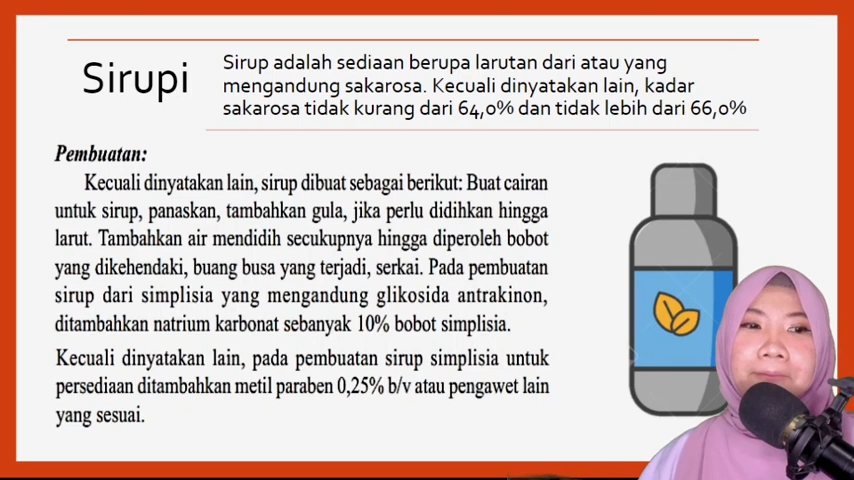 Sirupi
Sirup adalah sediaan berupa larutan dari atau yang
mengandung sakarosa. Kecuali dinyatakan lain, kadar
sakarosa tidak kurang dari 64,0% dan tidak lebih dari 66,0%
Pembuatan:
Kecuali dinyatakan lain, sirup dibuat sebagai berikut: Buat cairan
untuk sirup, panaskan, tambahkan gula, jika perlu didihkan hingga
larut. Tambahkan air mendidih secukupnya hingga diperoleh bobot
yang dikehendaki, buang busa yang terjadi, serkai. Pada pembuatan
sirup dari simplisia yang mengandung glikosida antrakinon,
ditambahkan natrium karbonat sebanyak 10% bobot simplisia.
Kecuali dinyatakan lain, pada pembuatan sirup simplisia untuk
persediaan ditambahkan metil paraben 0,25% b/v atau pengawet lain
yang sesuai.